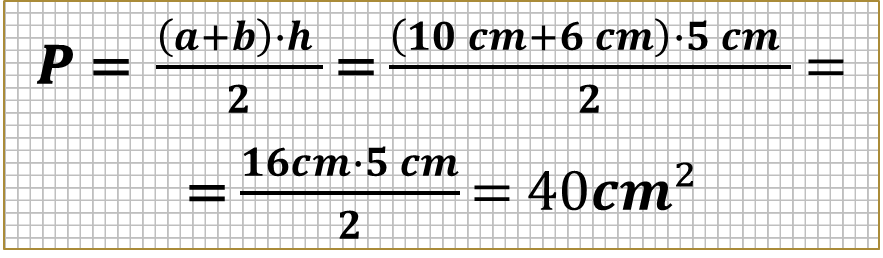 P = (a+b)·h / 2 = (10 cm+6 cm)·5 cm / 2 =
= 16cm·5 cm / 2 = 40cm²